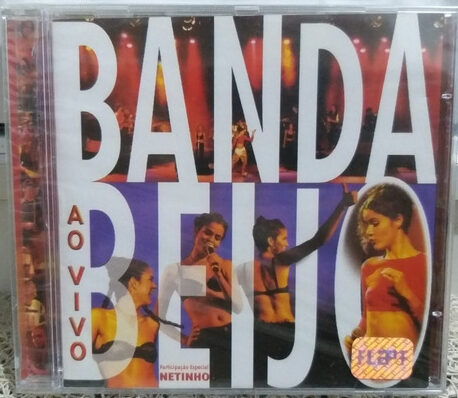 BANDA
BEIJO
AO VIVO
Participação Especial
NETINHO